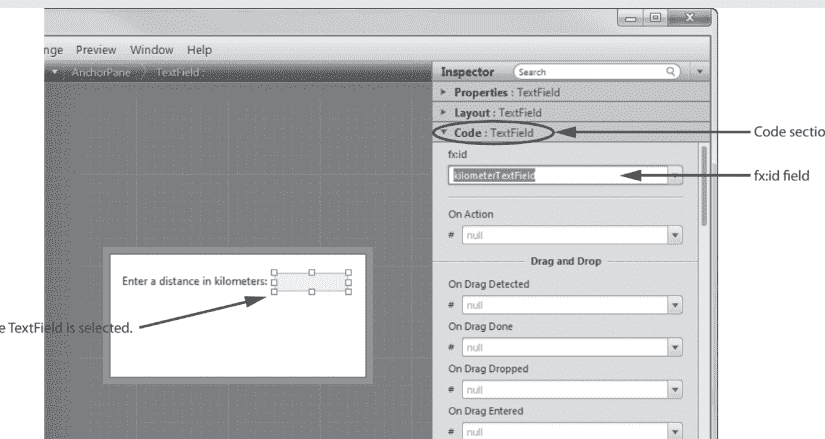 nge Preview Window Help
AnchorPane TextField :
Inspector Search
Properties : TextField
Layout : TextField
Code : TextField
Code sectio
fx:id
kilometerTextField
fx:id field
On Action
# null
Drag and Drop
On Drag Detected
# null
Enter a distance in kilometers:
On Drag Done
e TextField is selected.
# null
On Drag Dropped
# null
On Drag Entered
# null